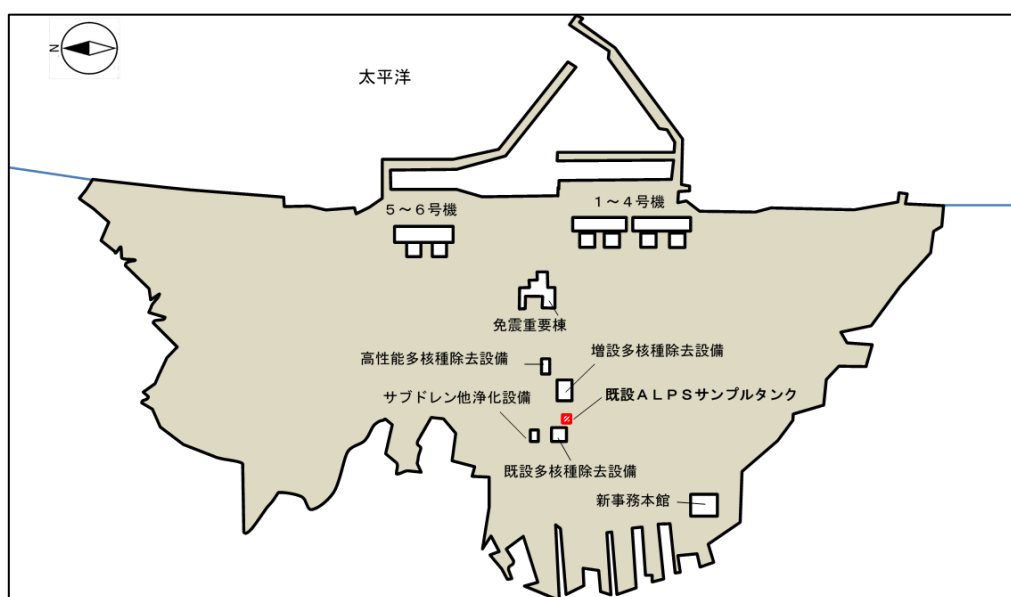 N
太平洋
5～6号機
1～4号機
免震重要棟
高性能多核種除去設備
増設多核種除去設備
サブドレン他浄化設備
既設ALPSサンプルタンク
既設多核種除去設備
新事務本館